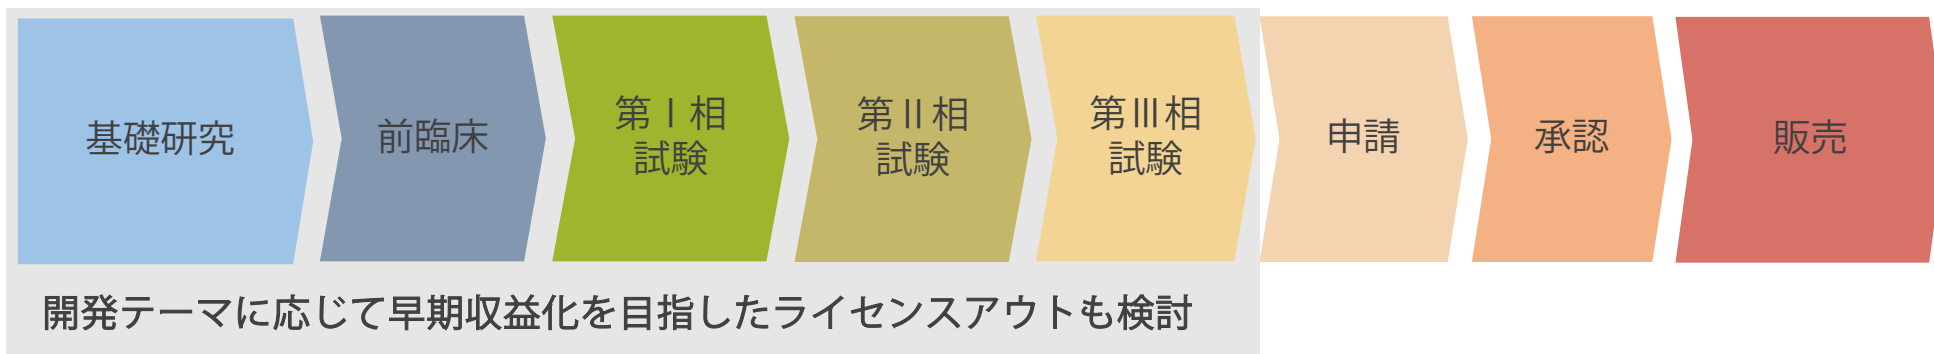 基礎研究
前臨床
第Ⅰ相
試験
第Ⅱ相
試験
第Ⅲ相
試験
申請
承認
販売
開発テーマに応じて早期収益化を目指したライセンスアウトも検討